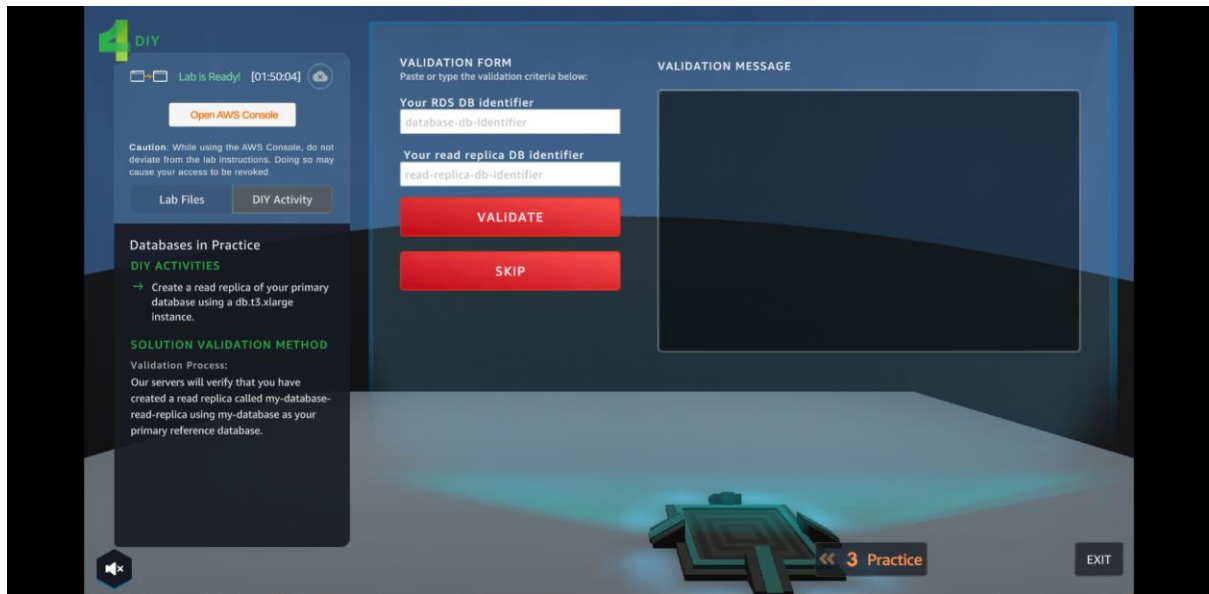 4 DIY
Lab is Ready! [01:50:04]
Open AWS Console
Caution: While using the AWS Console, do not
deviate from the lab instructions. Doing so may
cause your access to be revoked.
Lab Files
DIY Activity
Databases in Practice
DIY ACTIVITIES
→ Create a read replica of your primary
database using a db.t3.xlarge
instance.
SOLUTION VALIDATION METHOD
Validation Process:
Our servers will verify that you have
created a read replica called my-database-
read-replica using my-database as your
primary reference database.
VALIDATION FORM
Paste or type the validation criteria below:
Your RDS DB identifier
database-db-identifier
Your read replica DB identifier
read-replica-db-identifier
VALIDATE
SKIP
VALIDATION MESSAGE
3 Practice
EXIT